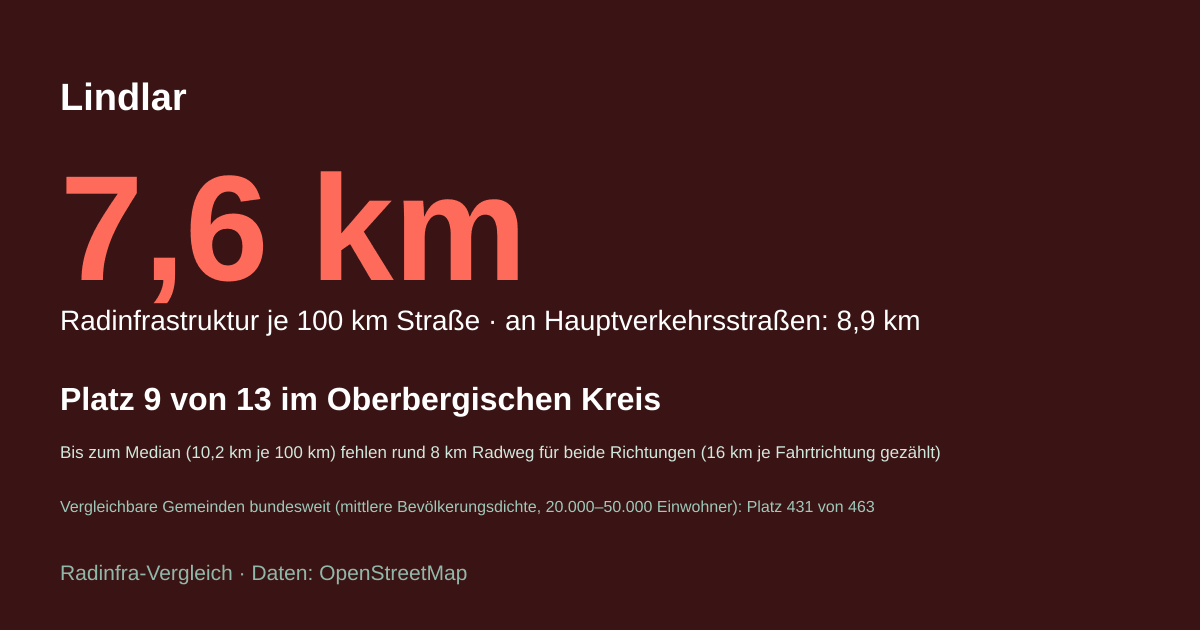 Lindlar
7,6 km
Radinfrastruktur je 100 km Straße · an Hauptverkehrsstraßen: 8,9 km
Platz 9 von 13 im Oberbergischen Kreis
Bis zum Median (10,2 km je 100 km) fehlen rund 8 km Radweg für beide Richtungen (16 km je Fahrtrichtung gezählt)
Vergleichbare Gemeinden bundesweit (mittlere Bevölkerungsdichte, 20.000–50.000 Einwohner): Platz 431 von 463
Radinfra-Vergleich · Daten: OpenStreetMap